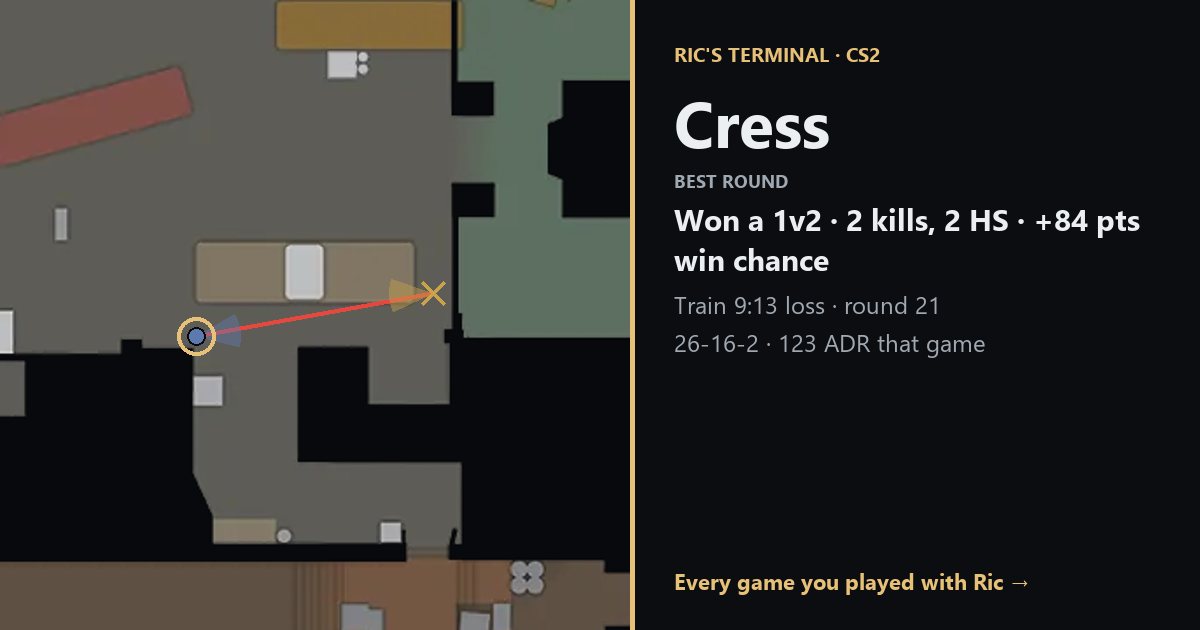 RIC'S TERMINAL · CS2
Cress
BEST ROUND
Won a 1v2 · 2 kills, 2 HS · +84 pts
win chance
Train 9:13 loss · round 21
26-16-2 · 123 ADR that game
Every game you played with Ric →